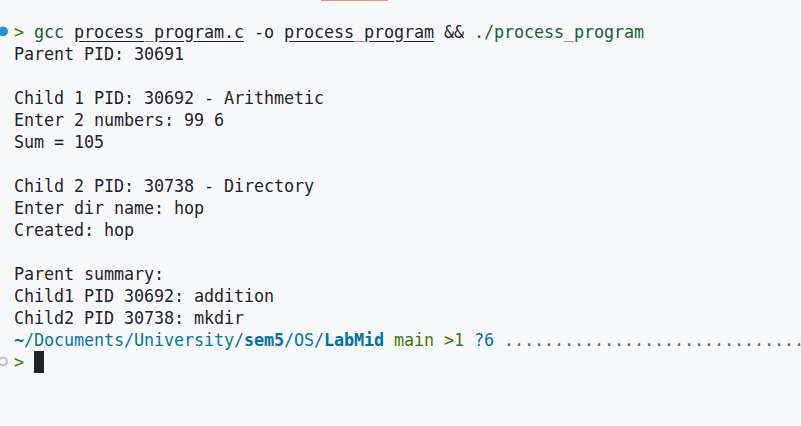 > gcc process_program.c -o process_program && ./process_program
Parent PID: 30691
Child 1 PID: 30692 - Arithmetic
Enter 2 numbers: 99 6
Sum = 105
Child 2 PID: 30738 - Directory
Enter dir name: hop
Created: hop
Parent summary:
Child1 PID 30692: addition
Child2 PID 30738: mkdir
~/Documents/University/sem5/OS/LabMid main >1 ?6 ..............................
>